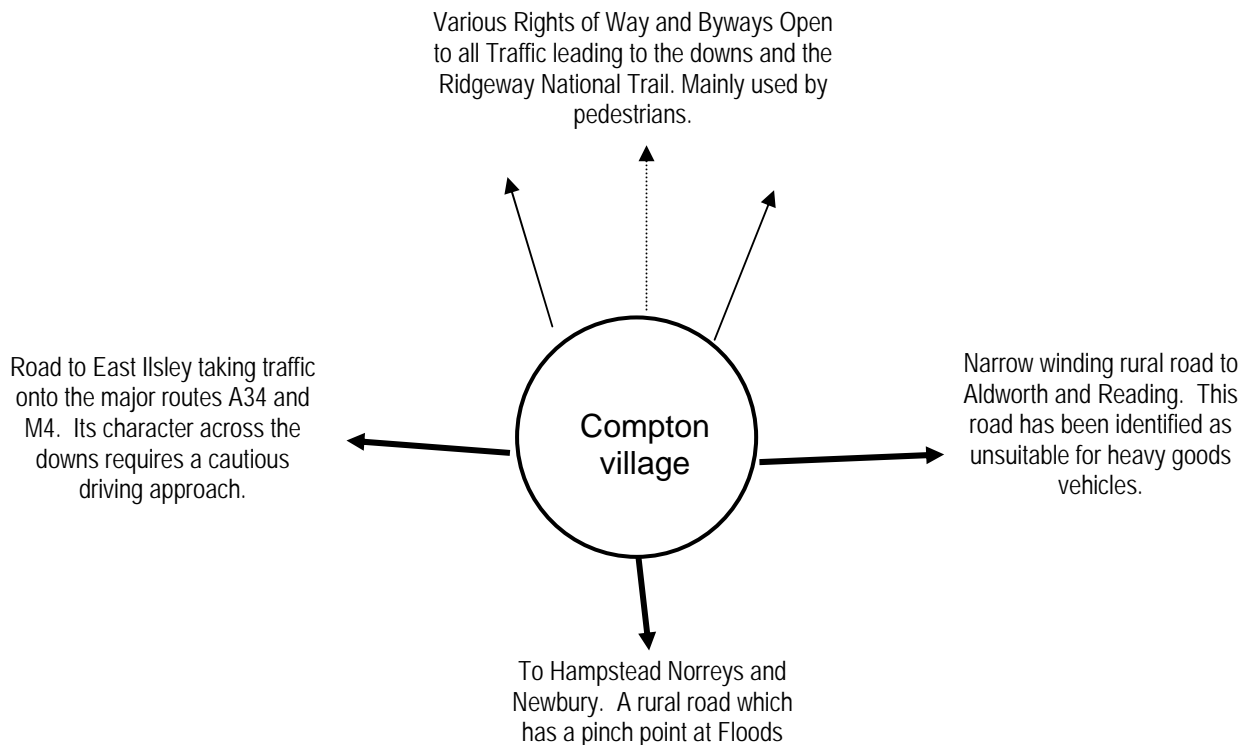 Various Rights of Way and Byways Open
to all Traffic leading to the downs and the
Ridgeway National Trail. Mainly used by
pedestrians.
Road to East Ilsley taking traffic
onto the major routes A34 and
M4. Its character across the
downs requires a cautious
driving approach.
Compton
village
Narrow winding rural road to
Aldworth and Reading. This
road has been identified as
unsuitable for heavy goods
vehicles.
To Hampstead Norreys and
Newbury. A rural road which
has a pinch point at Floods